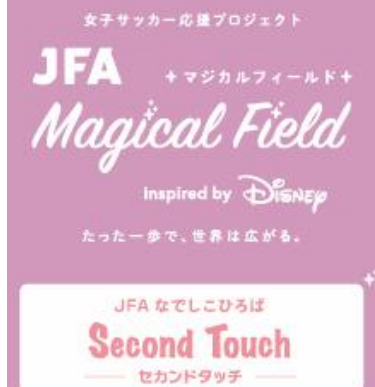 女子サッカー応援プロジェクト
JFA +マジカルフィールド+
Magical Field
inspired by Disney
たった一歩で、世界は広がる。
JFA なでしこひろば
Second Touch
セカンドタッチ